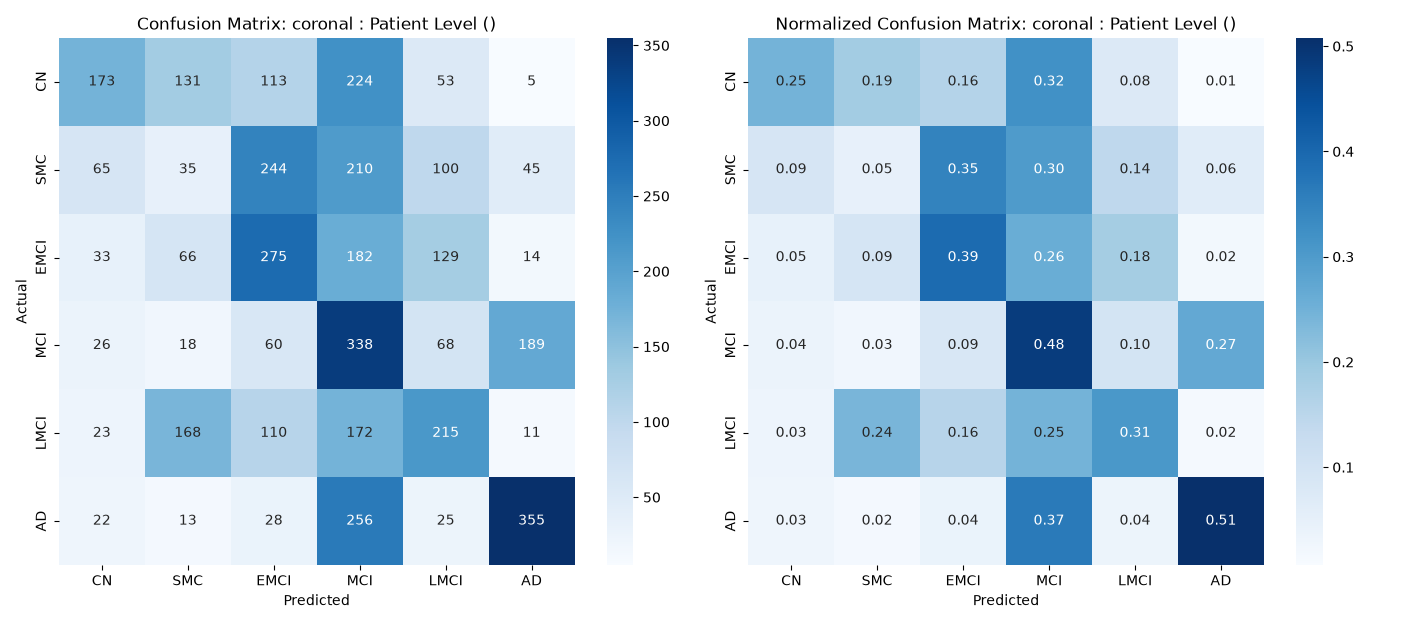 Confusion Matrix: coronal : Patient Level ()
Actual
CN 173 131 113 224 53 5
SMC 65 35 244 210 100 45
EMCI 33 66 275 182 129 14
MCI 26 18 60 338 68 189
LMCI 23 168 110 172 215 11
AD 22 13 28 256 25 355
CN SMC EMCI MCI LMCI AD
Predicted
350
300
250
200
150
100
50
Normalized Confusion Matrix: coronal : Patient Level ()
Actual
CN 0.25 0.19 0.16 0.32 0.08 0.01
SMC 0.09 0.05 0.35 0.30 0.14 0.06
EMCI 0.05 0.09 0.39 0.26 0.18 0.02
MCI 0.04 0.03 0.09 0.48 0.10 0.27
LMCI 0.03 0.24 0.16 0.25 0.31 0.02
AD 0.03 0.02 0.04 0.37 0.04 0.51
CN SMC EMCI MCI LMCI AD
Predicted
0.5
0.4
0.3
0.2
0.1